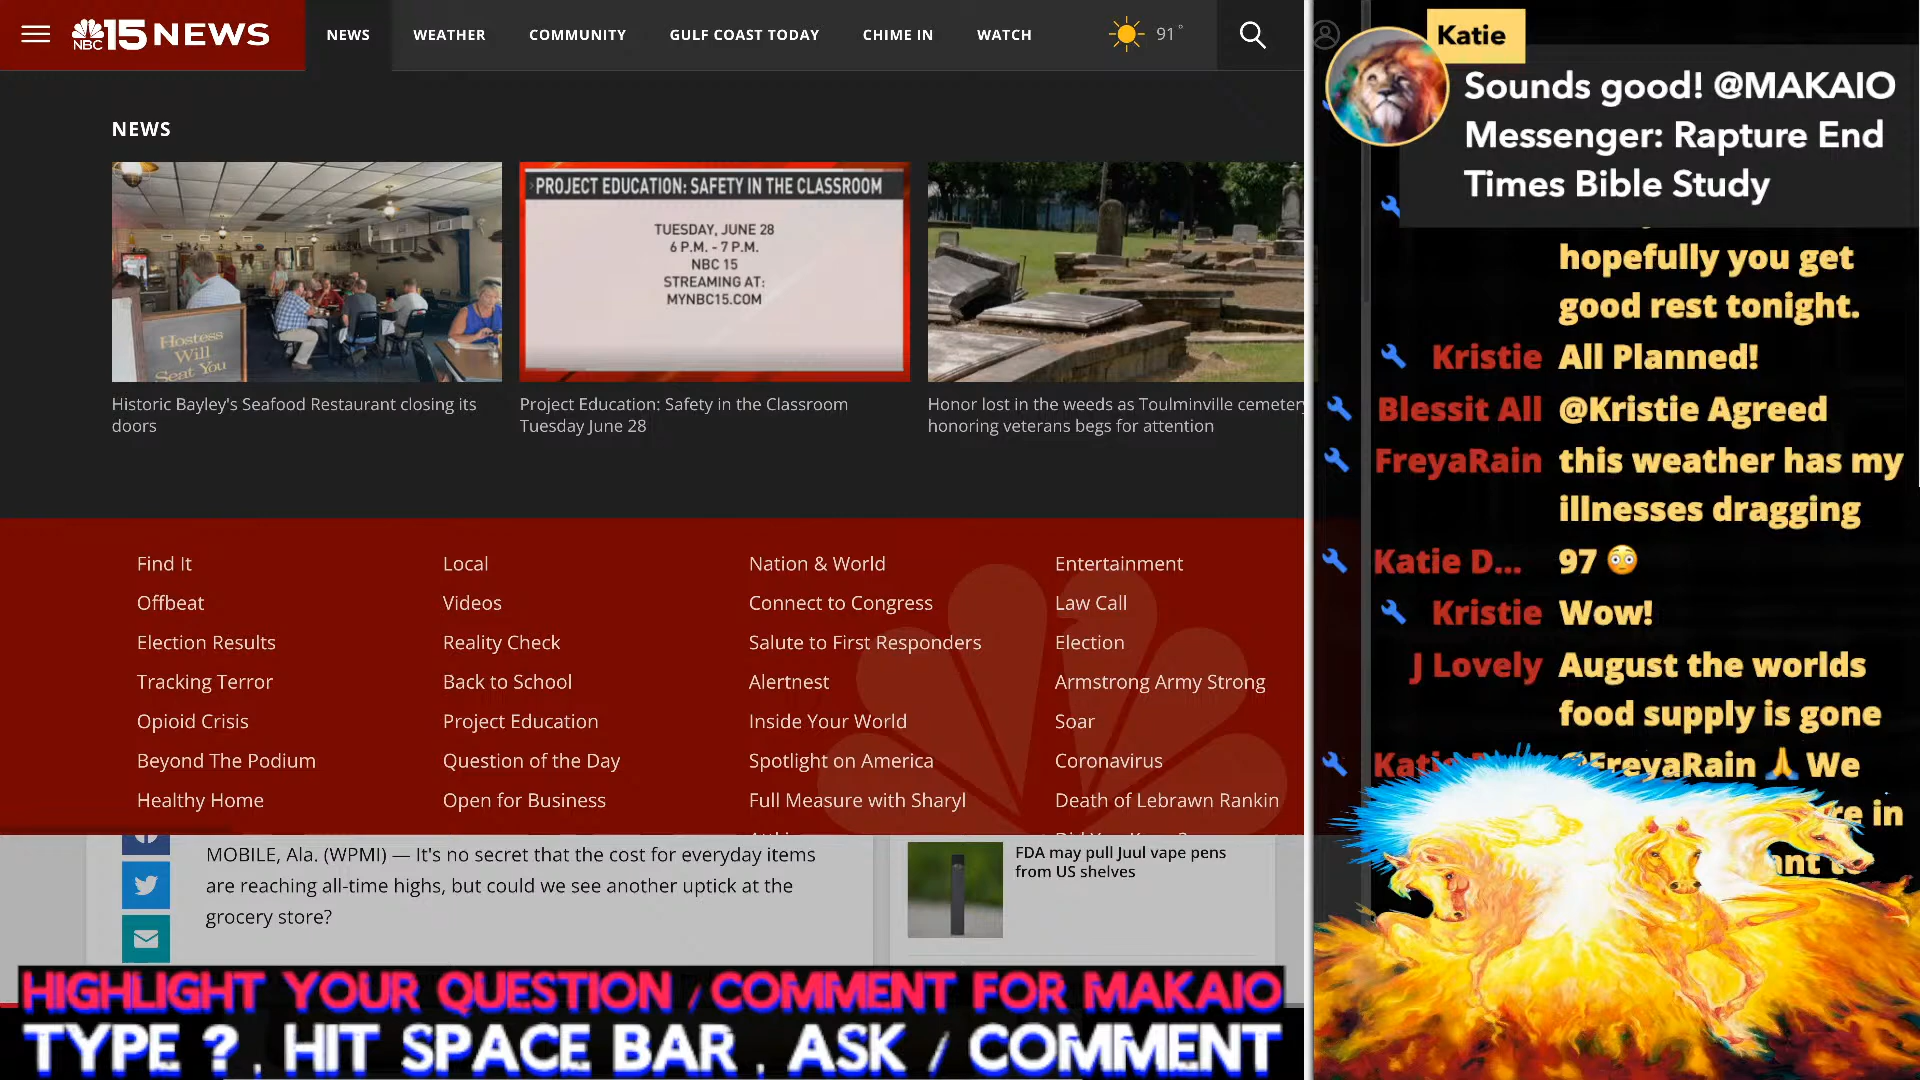 NBC 15 NEWS
NEWS
WEATHER
COMMUNITY
GULF COAST TODAY
CHIME IN
WATCH
91°
NEWS
Hostess
Will
Seat You
Historic Bayley's Seafood Restaurant closing its
doors
PROJECT EDUCATION: SAFETY IN THE CLASSROOM
TUESDAY, JUNE 28
6 P.M. - 7 P.M.
NBC 15
STREAMING AT:
MYNBC15.COM
Project Education: Safety in the Classroom
Tuesday June 28
Honor lost in the weeds as Toulminville cemetery
honoring veterans begs for attention
Find It
Offbeat
Election Results
Tracking Terror
Opioid Crisis
Beyond The Podium
Healthy Home
Local
Videos
Reality Check
Back to School
Project Education
Question of the Day
Open for Business
Nation & World
Connect to Congress
Salute to First Responders
Alertnest
Inside Your World
Spotlight on America
Full Measure with Sharyl
Entertainment
Law Call
Election
Armstrong Army Strong
Soar
Coronavirus
Death of Lebrawn Rankin
MOBILE, Ala. (WPMI) — It's no secret that the cost for everyday items
are reaching all-time highs, but could we see another uptick at the
grocery store?
FDA may pull Juul vape pens
from US shelves
HIGHLIGHT YOUR QUESTION / COMMENT FOR MAKAIO
TYPE ? , HIT SPACE BAR , ASK / COMMENT
Katie
Sounds good! @MAKAIO
Messenger: Rapture End
Times Bible Study
hopefully you get
good rest tonight.
Kristie All Planned!
Blessit All @Kristie Agreed
FreyaRain this weather has my
illnesses dragging
Katie D... 97 😳
Kristie Wow!
J Lovely August the worlds
food supply is gone
@FreyaRain 🙏 We
in